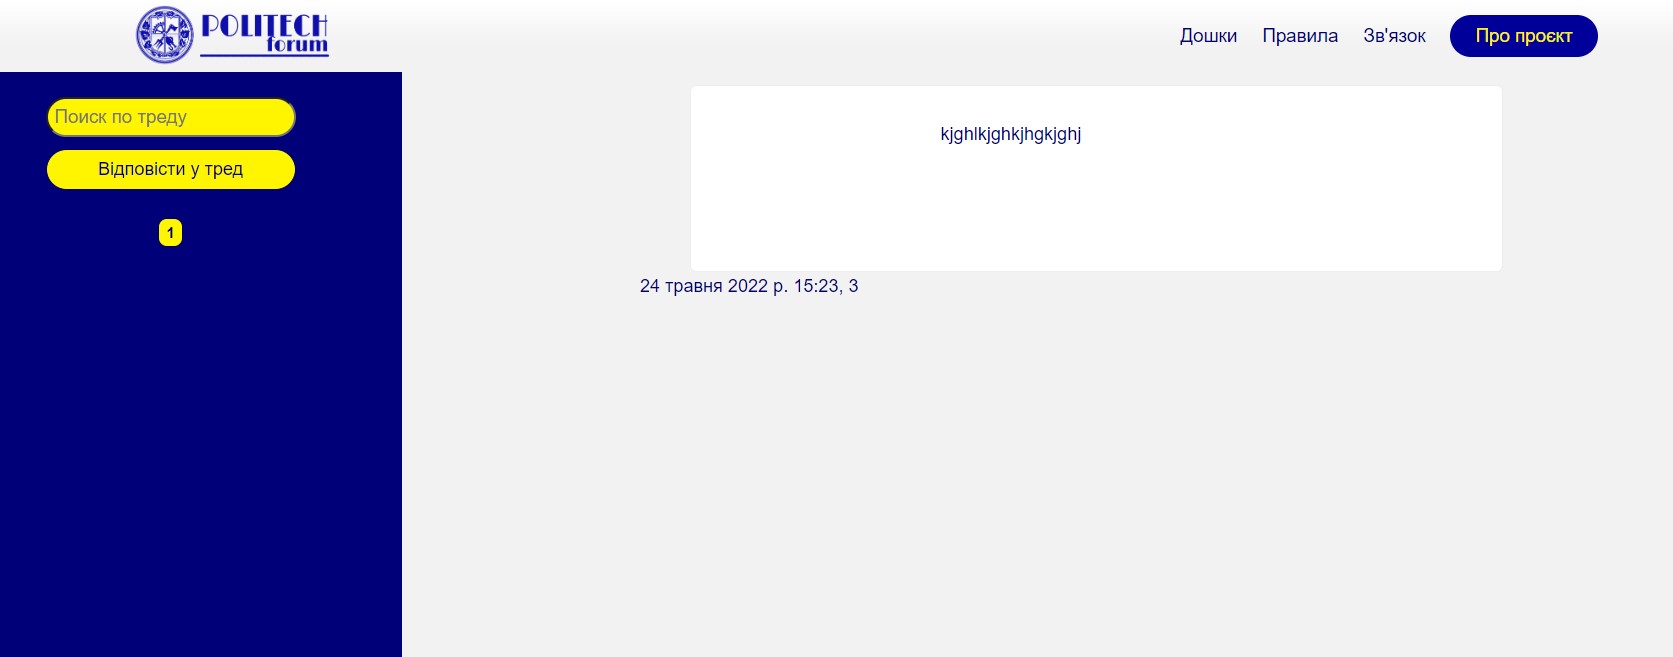 POLITECH
forum
Дошки Правила Зв'язок Про проєкт
Поиск по треду
Відповісти у тред
1
kjghlkjghkjhgkjghj
24 травня 2022 р. 15:23, 3